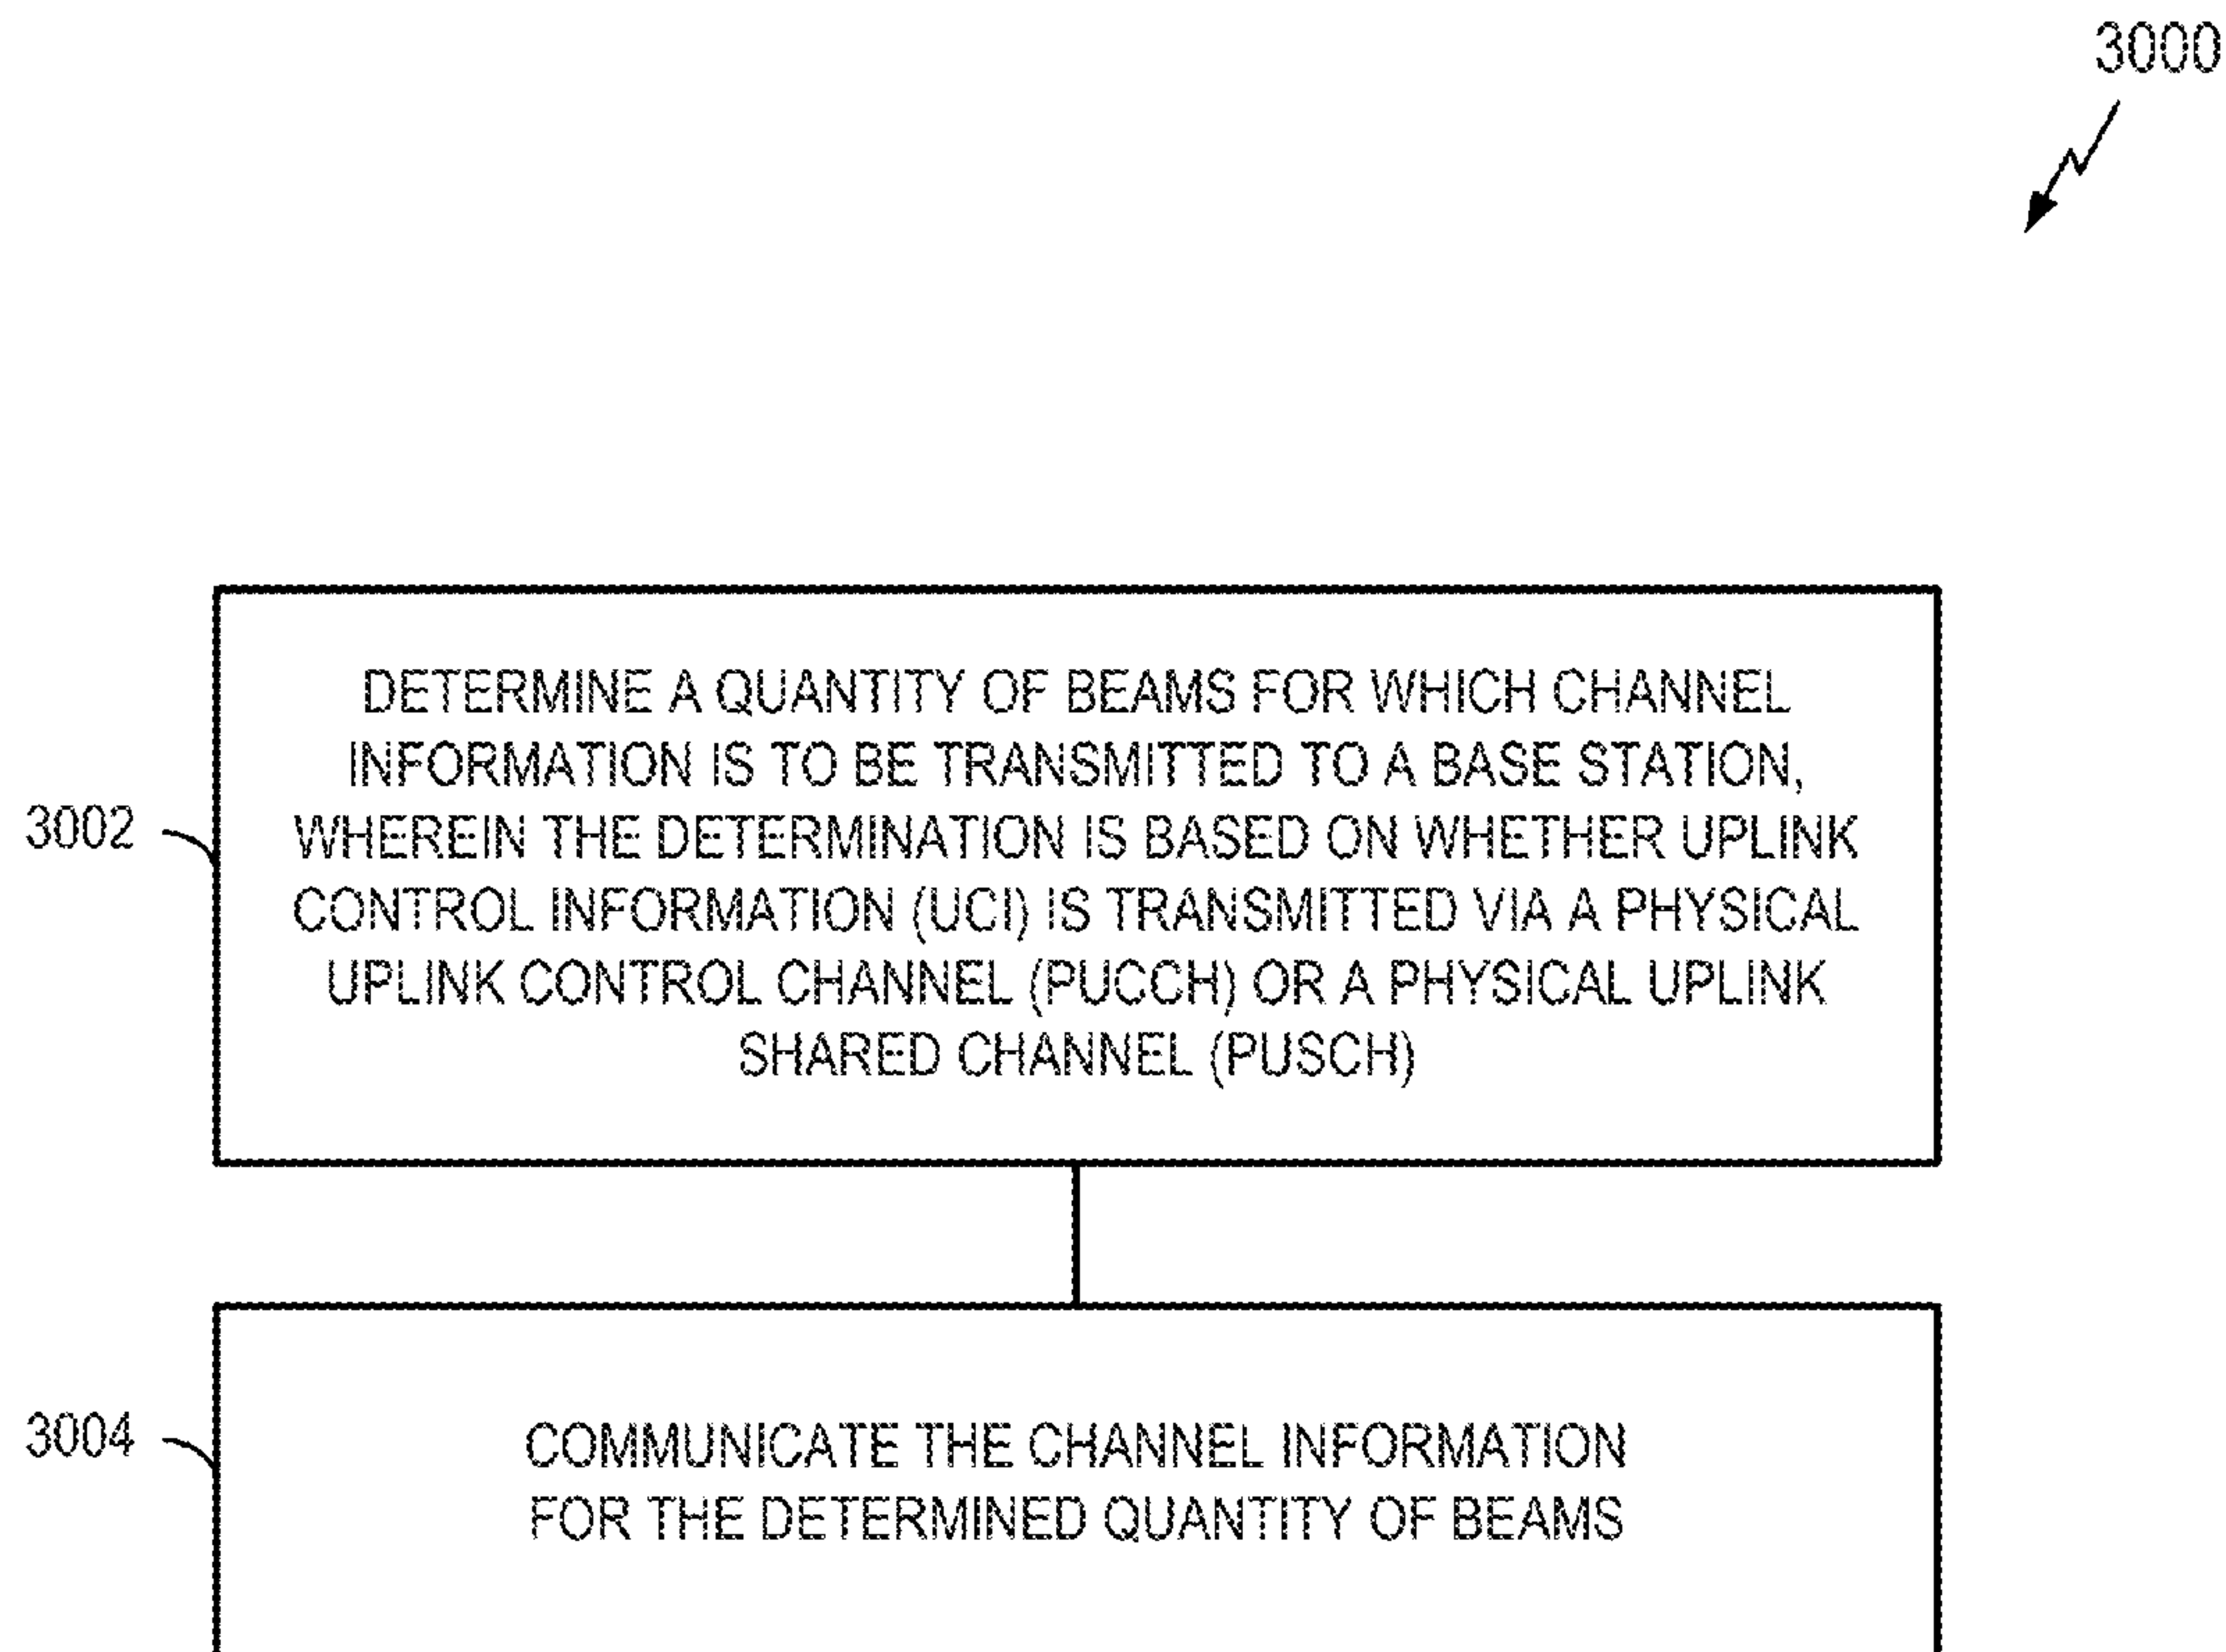 3000
DETERMINE A QUANTITY OF BEAMS FOR WHICH CHANNEL
INFORMATION IS TO BE TRANSMITTED TO A BASE STATION,
WHEREIN THE DETERMINATION IS BASED ON WHETHER UPLINK
3002
CONTROL INFORMATION (UCI) IS TRANSMITTED VIA A PHYSICAL
UPLINK CONTROL CHANNEL (PUCCH) OR A PHYSICAL UPLINK
SHARED CHANNEL (PUSCH)
3004
COMMUNICATE THE CHANNEL INFORMATION
FOR THE DETERMINED QUANTITY OF BEAMS